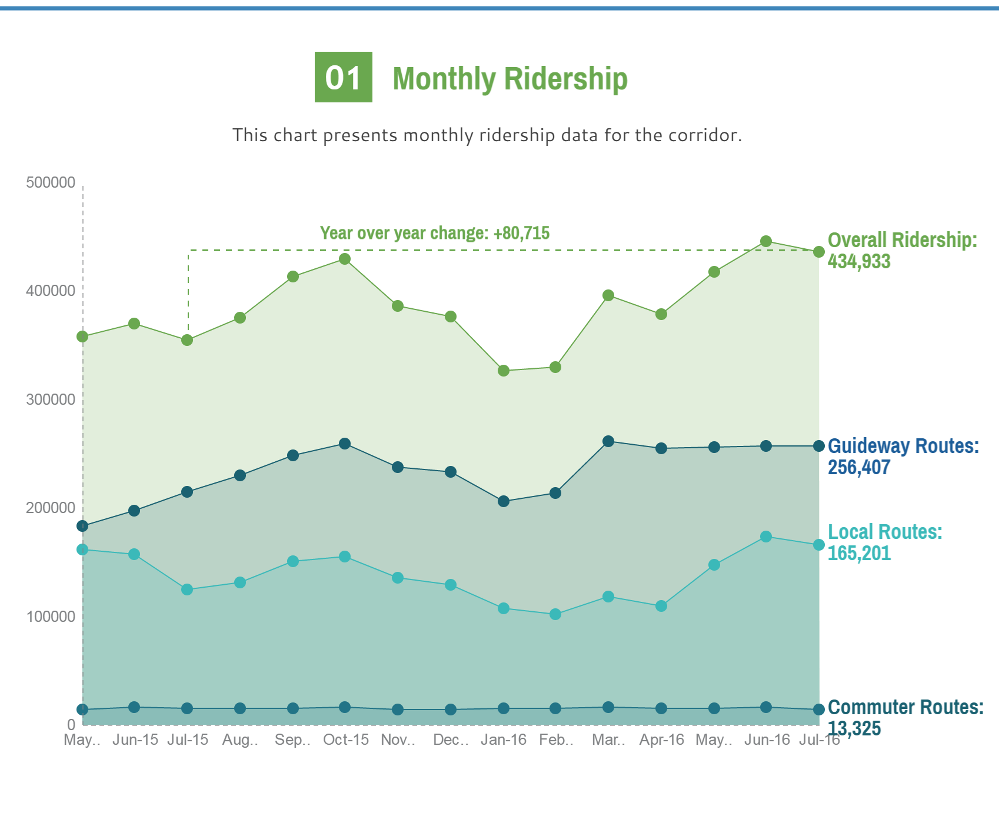 01 Monthly Ridership
This chart presents monthly ridership data for the corridor.
500000
Year over year change: +80,715
Overall Ridership:
434,933
400000
300000
Guideway Routes:
256,407
200000
Local Routes:
165,201
100000
Commuter Routes:
13,325
0
May.. Jun-15 Jul-15 Aug.. Sep.. Oct-15 Nov.. Dec.. Jan-16 Feb.. Mar.. Apr-16 May.. Jun-16 Jul-16